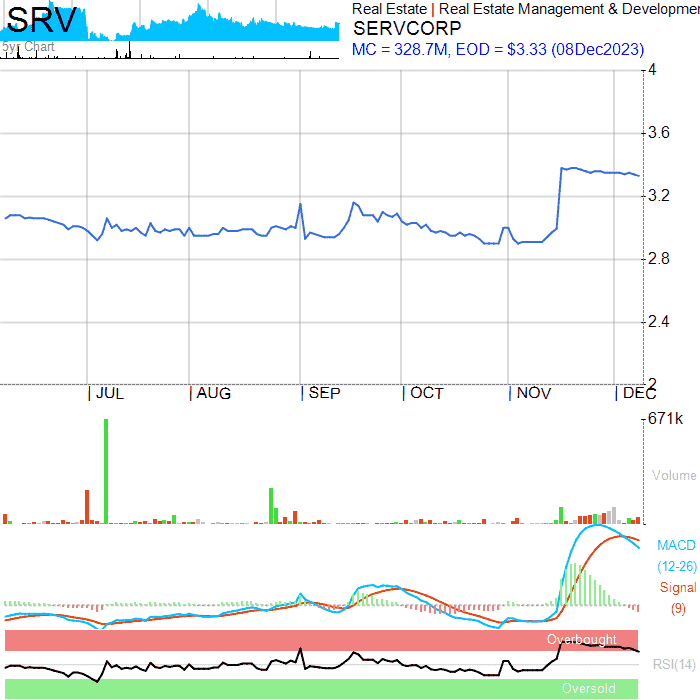 SRV
5yr Chart
Real Estate | Real Estate Management & Developmen
SERVCORP
MC = 328.7M, EOD = $3.33 (08Dec2023)
4
3.6
3.2
2.8
2.4
2
JUL AUG SEP OCT NOV DEC
671k
Volume
MACD
(12-26)
Signal
(9)
Overbought
RSI(14)
Oversold